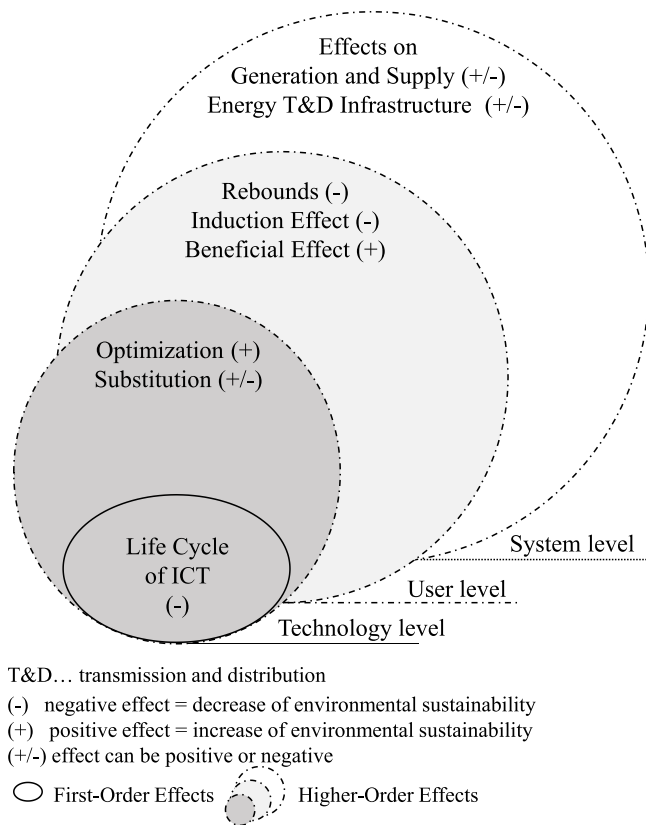 Effects on
Generation and Supply (+/-)
Energy T&D Infrastructure (+/-)
Rebounds (-)
Induction Effect (-)
Beneficial Effect (+)
Optimization (+)
Substitution (+/-)
Life Cycle
of ICT
(-)
System level
User level
Technology level
T&D… transmission and distribution
(-) negative effect = decrease of environmental sustainability
(+) positive effect = increase of environmental sustainability
(+/-) effect can be positive or negative
First-Order Effects Higher-Order Effects